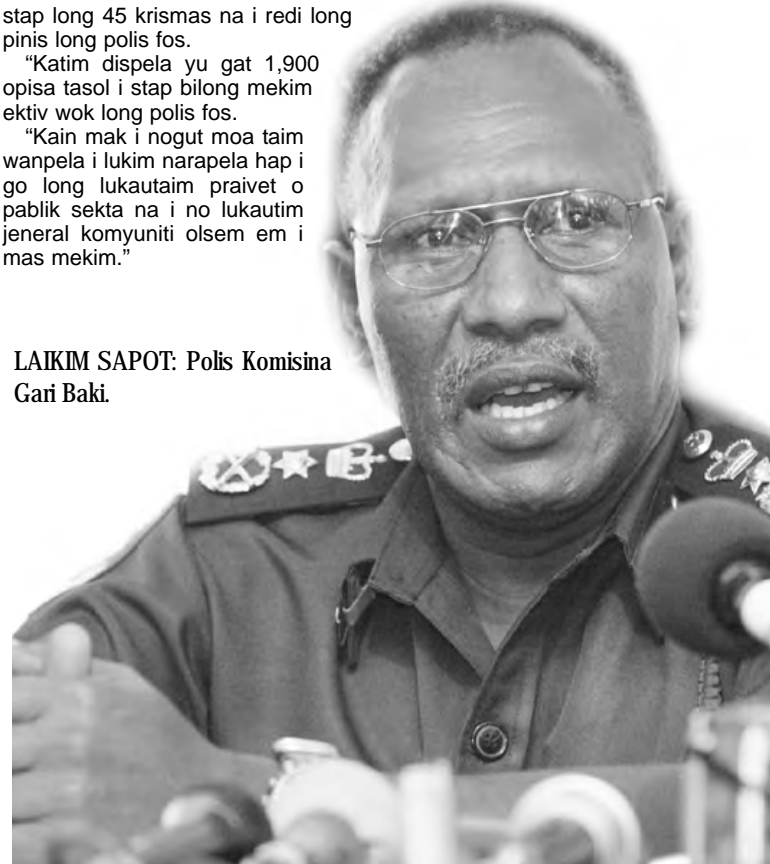 stap long 45 krismas na i redi long
pinis long polis fos.
“Katim dispela yu gat 1,900
opisa tasol i stap bilong mekim
ektiv wok long polis fos.
“Kain mak i nogut moa taim
wanpela i lukim narapela hap i
go long lukautaim praivet o
pablik sekta na i no lukautim
jeneral komyuniti olsem em i
mas mekim.”
LAIKIM SAPOT: Polis Komisina
Gari Baki.